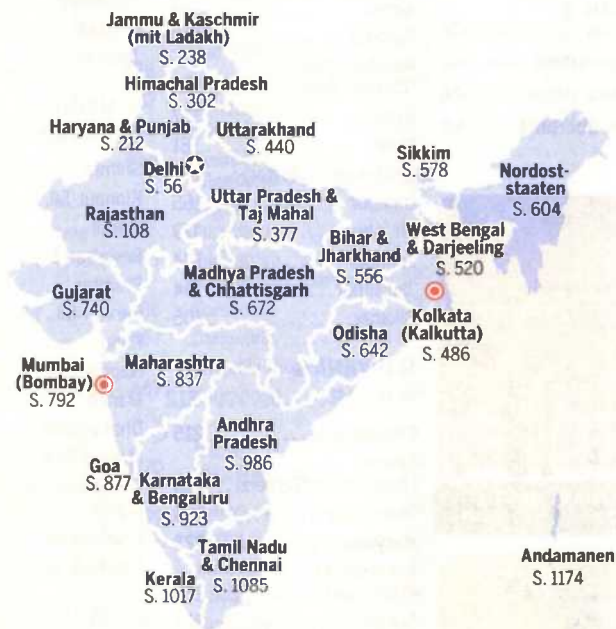 Jammu & Kaschmir
(mit Ladakh)
S. 238
Himachal Pradesh
S. 302
Haryana & Punjab
S. 212
Uttarakhand
S. 440
Delhi
S. 56
Sikkim
S. 578
Nordost-
staaten
S. 604
Rajasthan
S. 108
Uttar Pradesh &
Taj Mahal
S. 377
Bihar &
Jharkhand
S. 556
West Bengal
& Darjeeling
S. 520
Gujarat
S. 740
Madhya Pradesh
& Chhattisgarh
S. 672
Kolkata
(Kalkutta)
S. 486
Odisha
S. 642
Mumbai
(Bombay)
S. 792
Maharashtra
S. 837
Andhra
Pradesh
S. 986
Goa
S. 877
Karnataka
& Bengaluru
S. 923
Tamil Nadu
& Chennai
S. 1085
Kerala
S. 1017
Andamanen
S. 1174